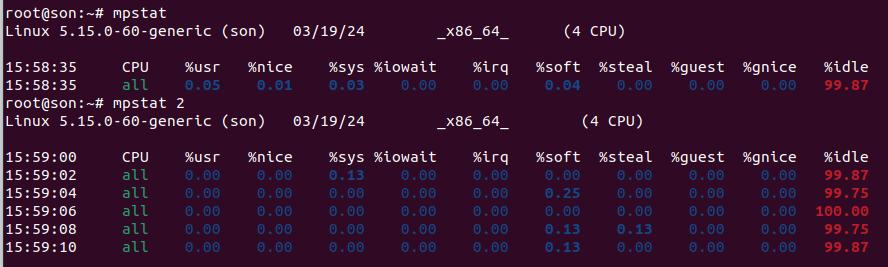 root@son:~# mpstat
Linux 5.15.0-60-generic (son)   03/19/24        _x86_64_      (4 CPU)

15:58:35     CPU    %usr   %nice    %sys %iowait    %irq   %soft  %steal  %guest  %gnice   %idle
15:58:35     all    0.05    0.01    0.03    0.00    0.00    0.04    0.00    0.00    0.00   99.87
root@son:~# mpstat 2
Linux 5.15.0-60-generic (son)   03/19/24        _x86_64_        (4 CPU)

15:59:00     CPU    %usr   %nice    %sys %iowait    %irq   %soft  %steal  %guest  %gnice   %idle
15:59:02     all    0.00    0.00    0.13    0.00    0.00    0.00    0.00    0.00    0.00   99.87
15:59:04     all    0.00    0.00    0.00    0.00    0.00    0.25    0.00    0.00    0.00   99.75
15:59:06     all    0.00    0.00    0.00    0.00    0.00    0.00    0.00    0.00    0.00  100.00
15:59:08     all    0.00    0.00    0.00    0.00    0.00    0.13    0.13    0.00    0.00   99.75
15:59:10     all    0.00    0.00    0.00    0.00    0.00    0.13    0.00    0.00    0.00   99.87